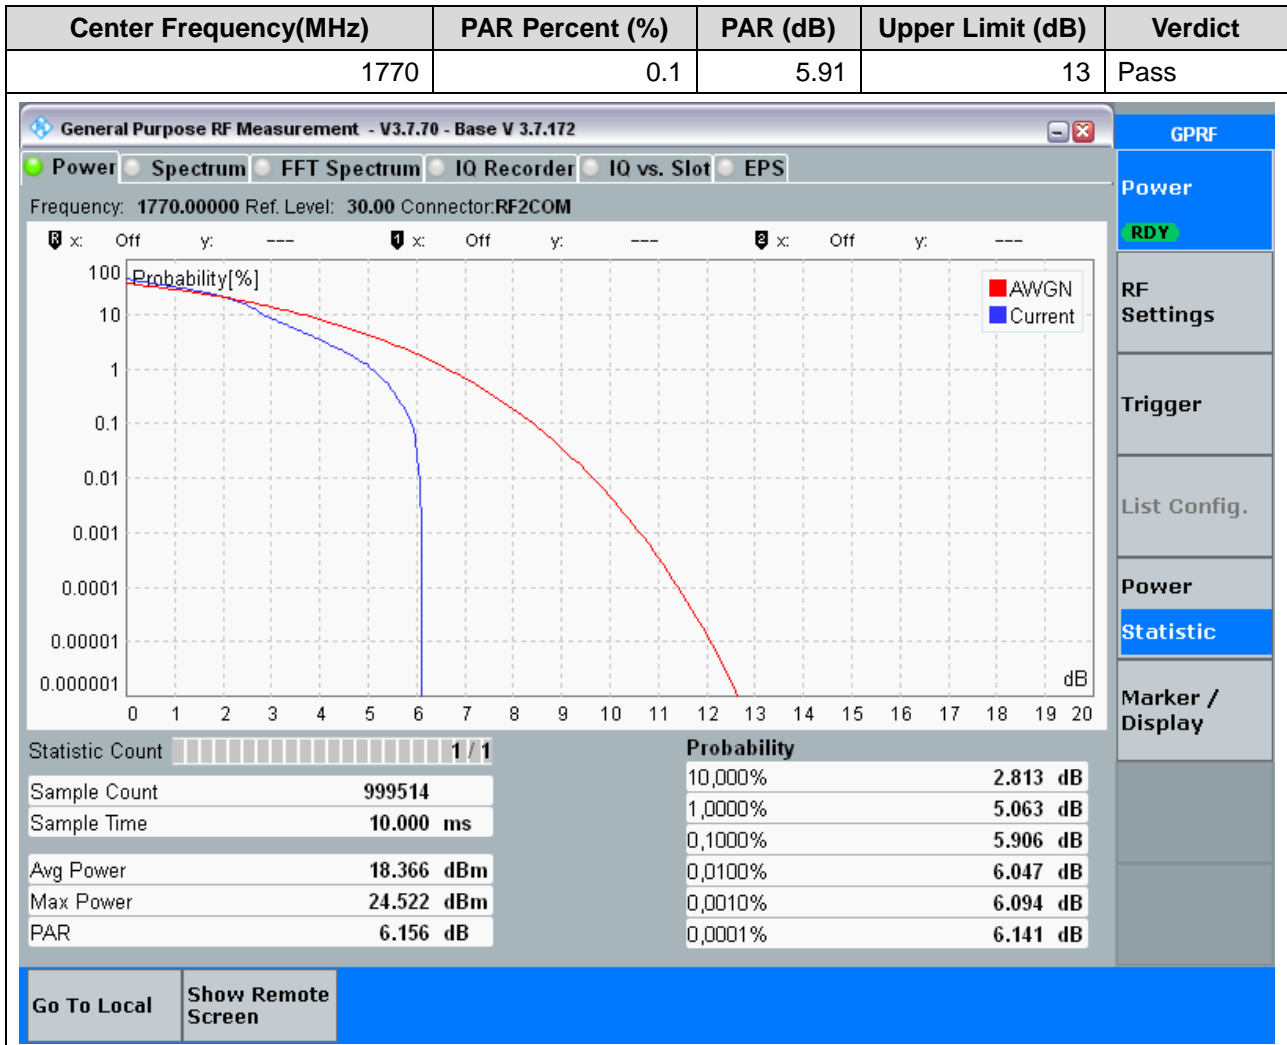 Center Frequency(MHz) PAR Percent (%) PAR (dB) Upper Limit (dB) Verdict
1770 0.1 5.91 13 Pass
General Purpose RF Measurement - V3.7.70 - Base V 3.7.172
GPRF
Power Spectrum FFT Spectrum IQ Recorder IQ vs. Slot EPS
Power
Frequency: 1770.00000 Ref. Level: 30.00 Connector:RF2COM
RDY
R x: Off y: --- 1 x: Off y: --- 2 x: Off y: ---
100 Probability[%]
AWGN
Current
10
1
0.1
0.01
0.001
0.0001
0.00001
0.000001
dB
0 1 2 3 4 5 6 7 8 9 10 11 12 13 14 15 16 17 18 19 20
RF
Settings
Trigger
List Config.
Power
Statistic
Marker /
Display
Statistic Count 1 / 1
Sample Count 999514
Sample Time 10.000 ms
Avg Power 18.366 dBm
Max Power 24.522 dBm
PAR 6.156 dB
Probability
10,000% 2.813 dB
1,0000% 5.063 dB
0,1000% 5.906 dB
0,0100% 6.047 dB
0,0010% 6.094 dB
0,0001% 6.141 dB
Go To Local
Show Remote
Screen